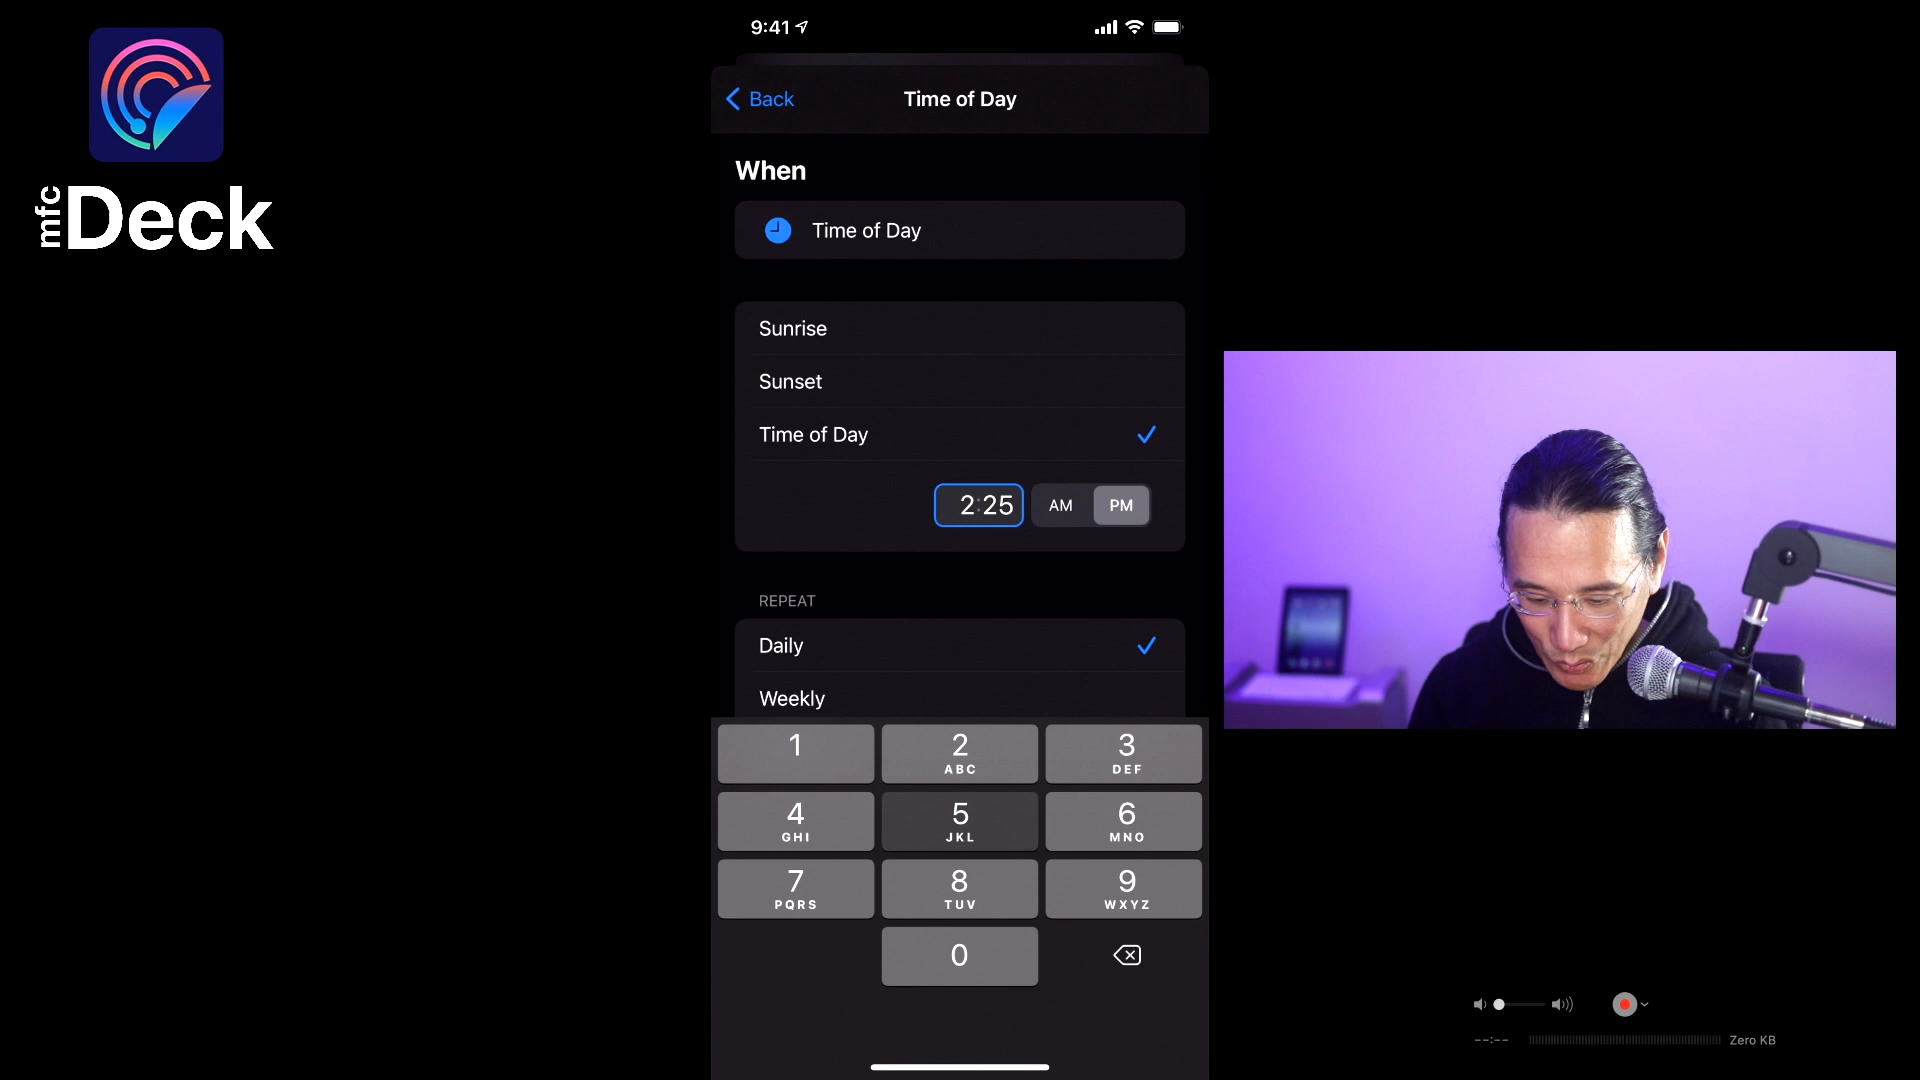 mfc Deck
9:41
Back
Time of Day
When
Time of Day
Sunrise
Sunset
Time of Day
2:25 AM PM
REPEAT
Daily
Weekly
1 2 3
ABC DEF
4 5 6
GHI JKL MNO
7 8 9
PQRS TUV WXYZ
0
--:-- Zero KB